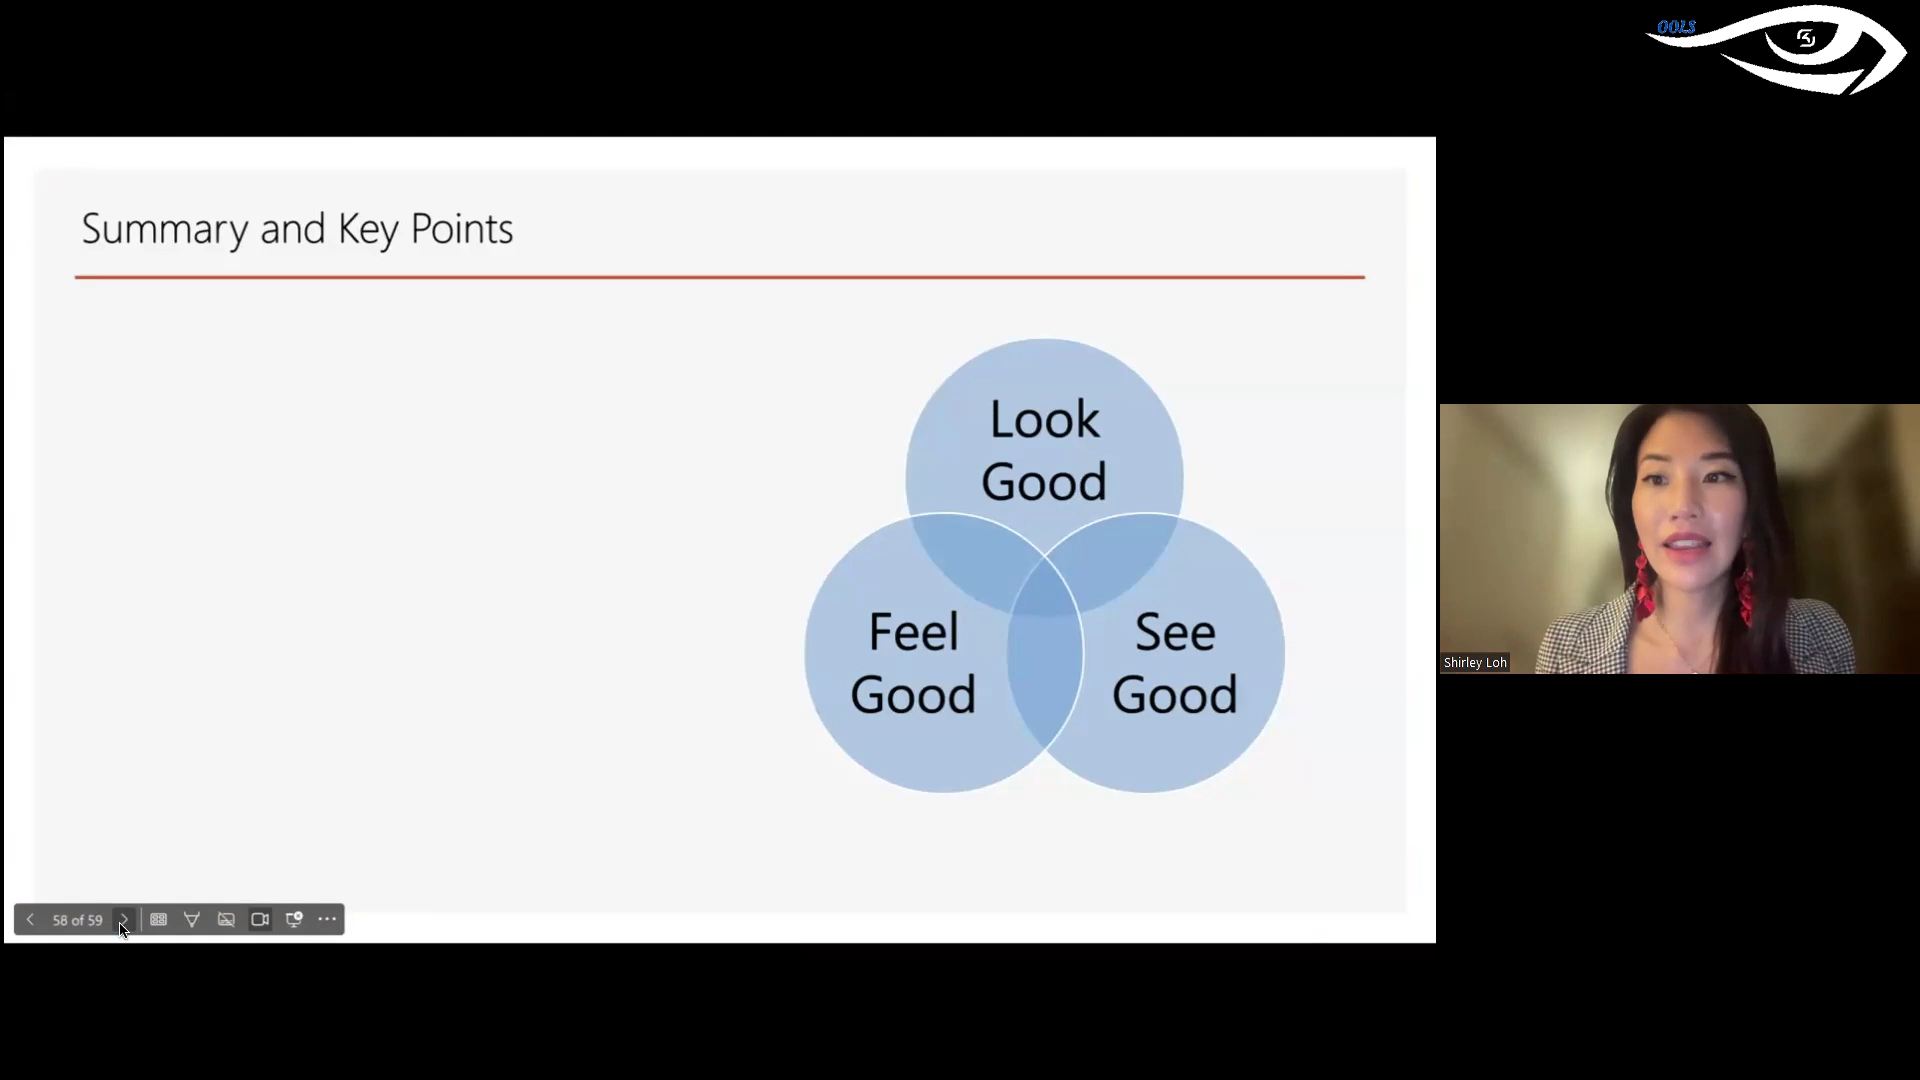 OOLS
Summary and Key Points
Look
Good
Feel
Good
See
Good
58 of 59
Shirley Loh